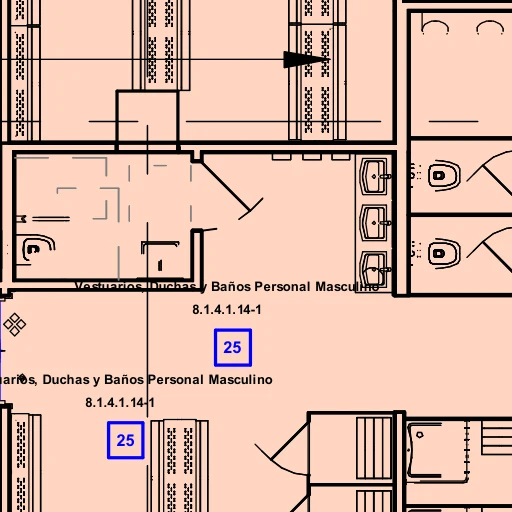 Vestuarios, Duchas y Baños Personal Masculino
8.1.4.1.14-1
25
uarios, Duchas y Baños Personal Masculino
8.1.4.1.14-1
25